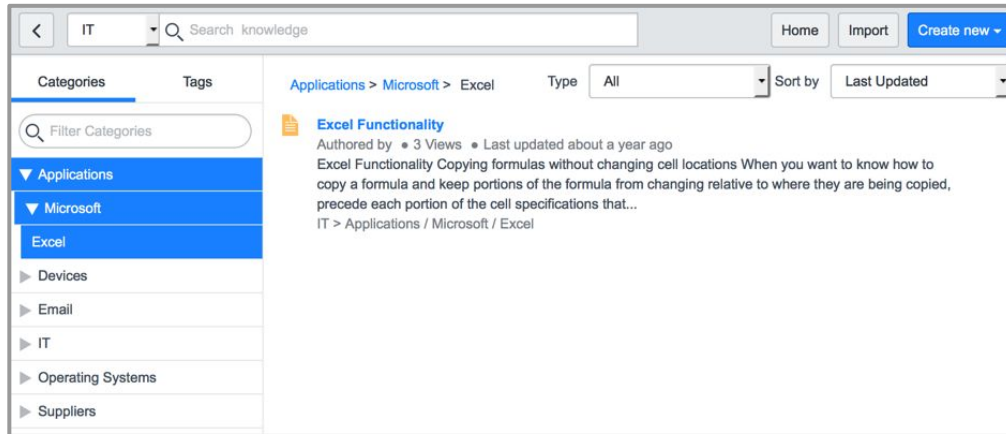 IT Search knowledge Home Import Create new
Categories Tags Applications > Microsoft > Excel Type All Sort by Last Updated
Filter Categories
Excel Functionality
Authored by ● 3 Views ● Last updated about a year ago
Excel Functionality Copying formulas without changing cell locations When you want to know how to
copy a formula and keep portions of the formula from changing relative to where they are being copied,
precede each portion of the cell specifications that...
IT > Applications / Microsoft / Excel
Applications
Microsoft
Excel
Devices
Email
IT
Operating Systems
Suppliers